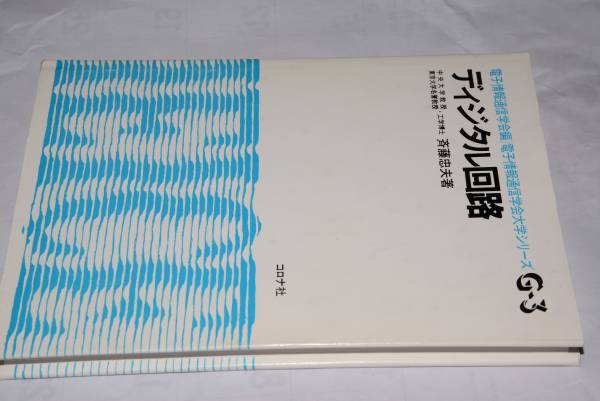 電子情報通信学会編 電子情報通信学会大学シリーズ G-3
ディジタル回路
中央大学教授
東京大学名誉教授・工学博士 斉藤忠夫著
コロナ社